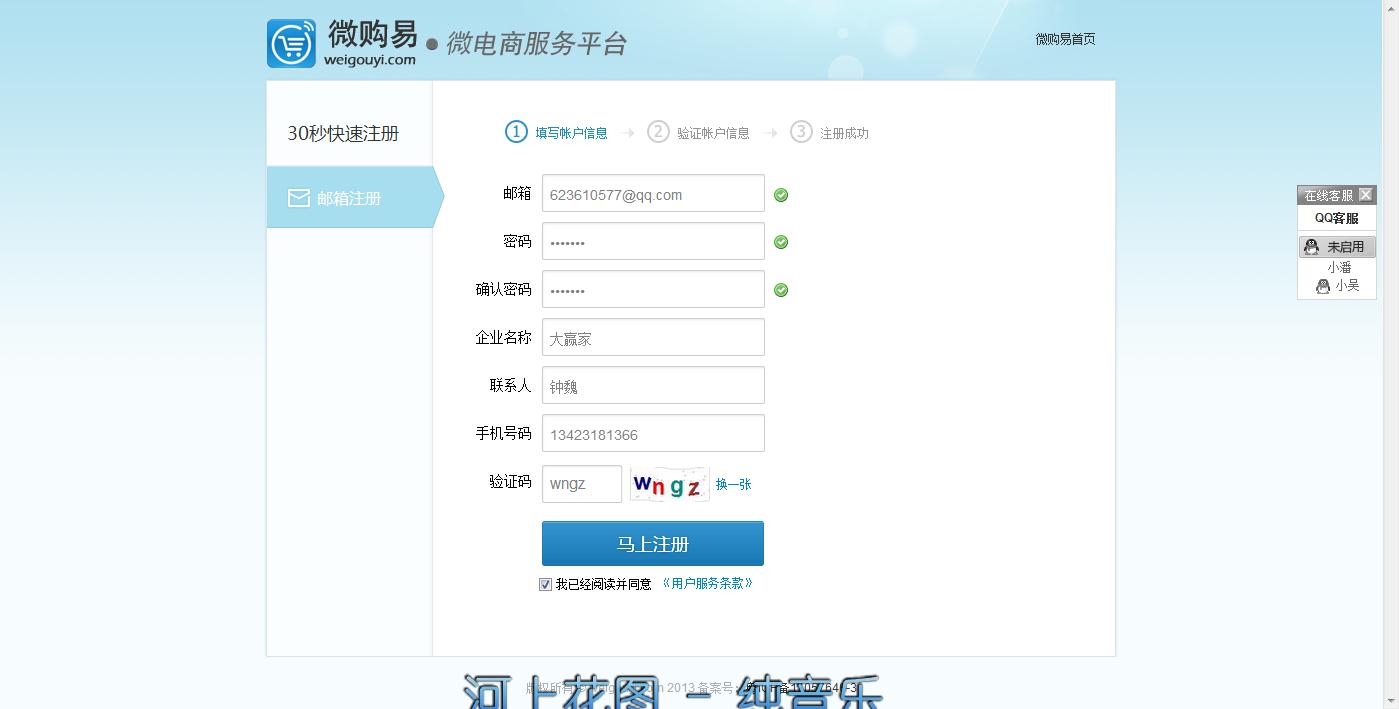 微购易
weigouyi.com
微电商服务平台
微购易首页
30秒快速注册
邮箱注册
1 填写帐户信息
2 验证帐户信息
3 注册成功
邮箱 623610577@qq.com
密码 •••••••
确认密码 •••••••
企业名称 大赢家
联系人 钟魏
手机号码 13423181366
验证码 wngz Wngz 换一张
马上注册
我已经阅读并同意 《用户服务条款》
在线客服
QQ客服
未启用
小潘
小吴
版权所有
2013 备案号:
河上花图 - 纯音乐